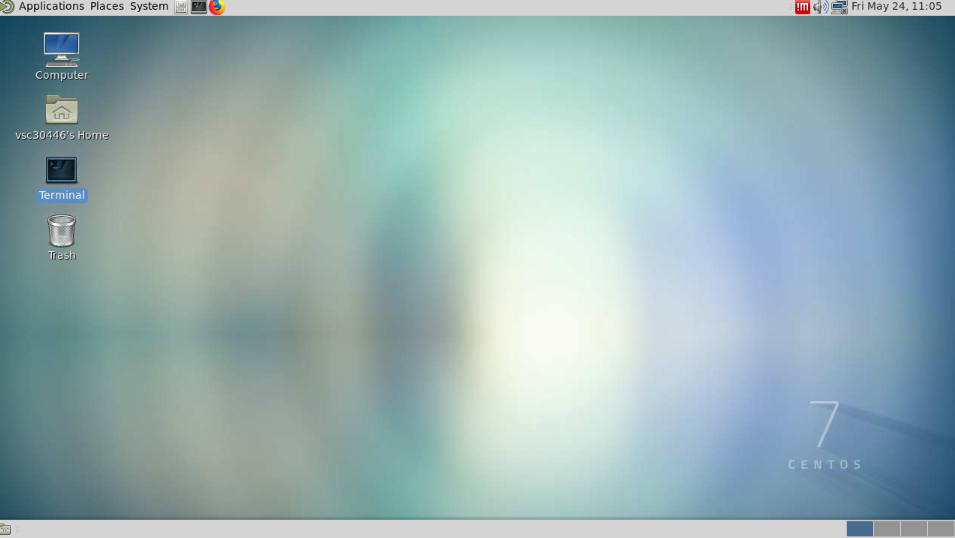 Applications Places System
!M
Fri May 24, 11:05
Computer
vsc30446's Home
Terminal
Trash
7
CENTOS